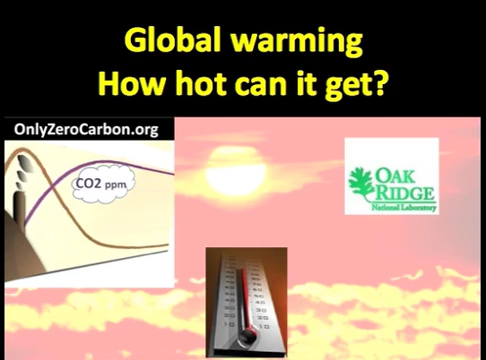 Global warming
How hot can it get?
OnlyZeroCarbon.org
CO2 ppm
OAK
RIDGE
National Laboratory